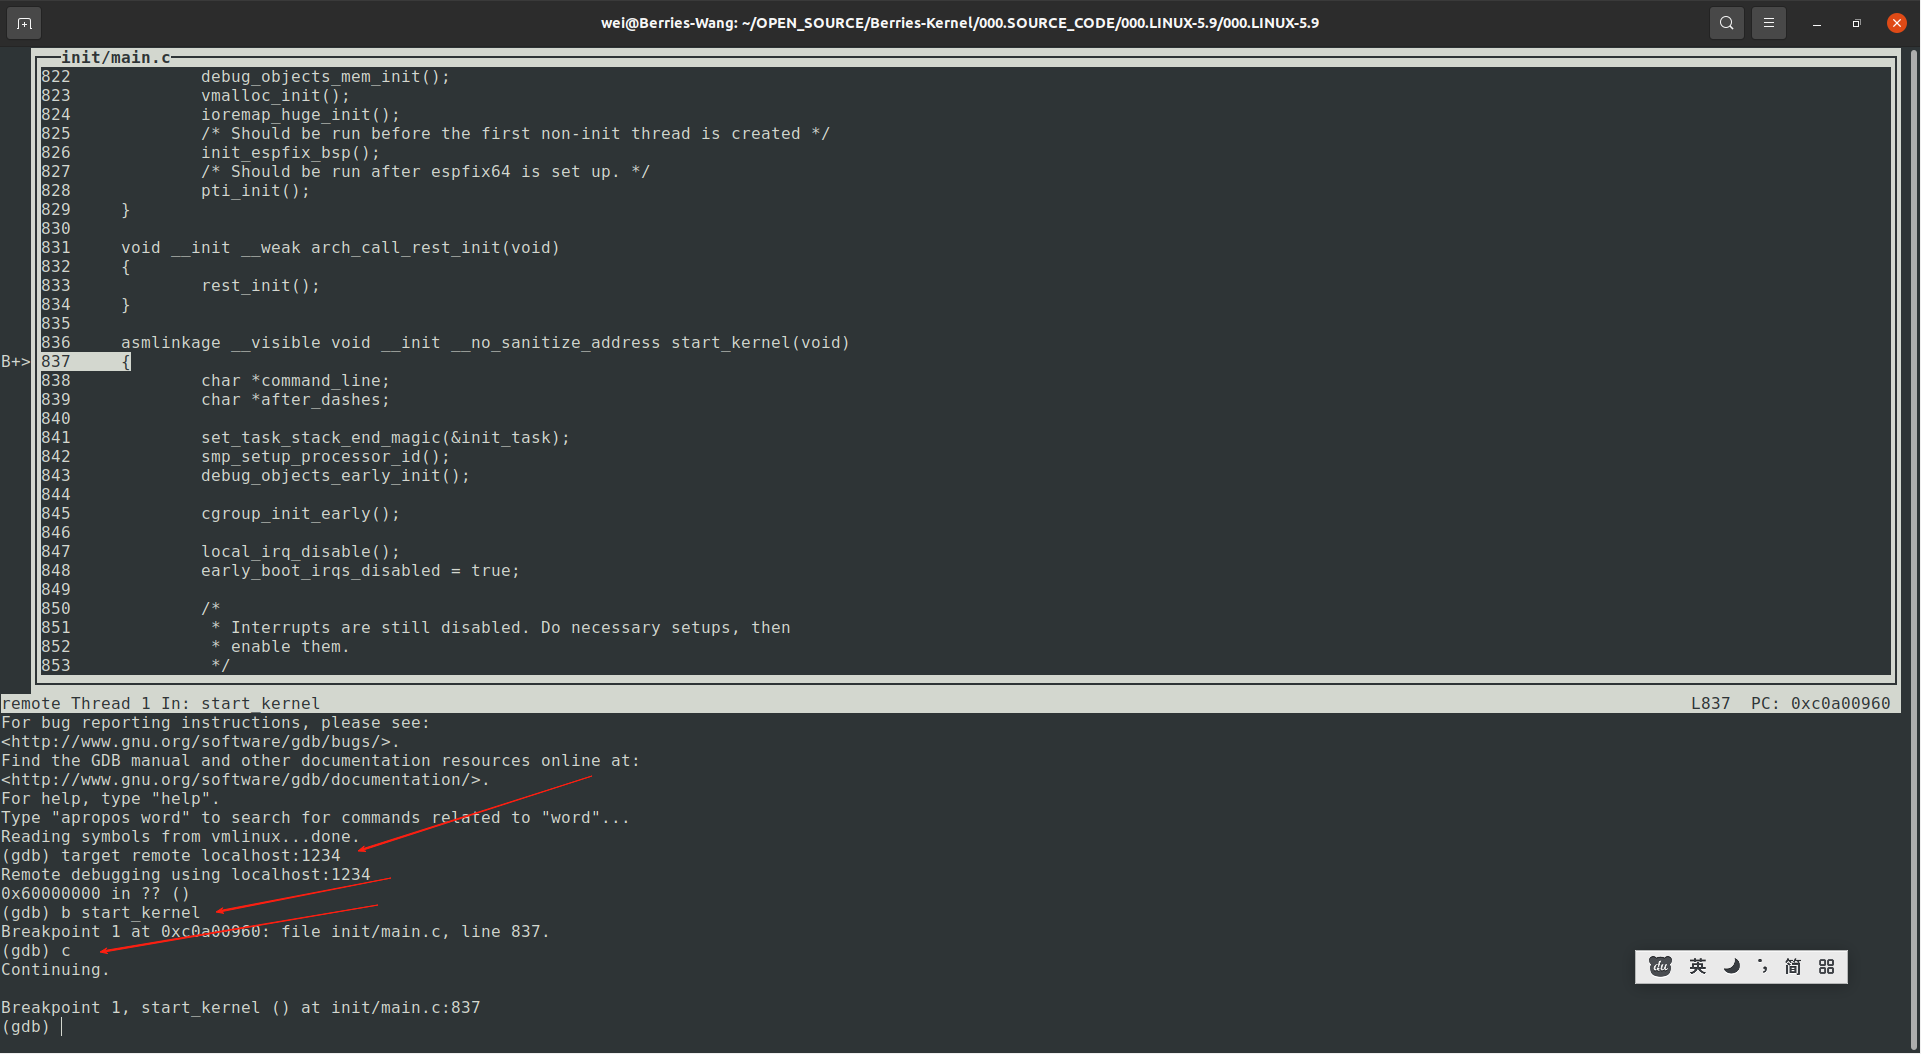 wei@Berries-Wang: ~/OPEN_SOURCE/Berries-Kernel/000.SOURCE_CODE/000.LINUX-5.9/000.LINUX-5.9
init/main.c
822 debug_objects_mem_init();
823 vmalloc_init();
824 ioremap_huge_init();
825 /* Should be run before the first non-init thread is created */
826 init_espfix_bsp();
827 /* Should be run after espfix64 is set up. */
828 pti_init();
829 }
830
831 void __init __weak arch_call_rest_init(void)
832 {
833 rest_init();
834 }
835
836 asmlinkage __visible void __init __no_sanitize_address start_kernel(void)
B+> 837 {
838 char *command_line;
839 char *after_dashes;
840
841 set_task_stack_end_magic(&init_task);
842 smp_setup_processor_id();
843 debug_objects_early_init();
844
845 cgroup_init_early();
846
847 local_irq_disable();
848 early_boot_irqs_disabled = true;
849
850 /*
851 * Interrupts are still disabled. Do necessary setups, then
852 * enable them.
853 */
remote Thread 1 In: start_kernel L837 PC: 0xc0a00960
For bug reporting instructions, please see:
<http://www.gnu.org/software/gdb/bugs/>.
Find the GDB manual and other documentation resources online at:
<http://www.gnu.org/software/gdb/documentation/>.
For help, type "help".
Type "apropos word" to search for commands related to "word"...
Reading symbols from vmlinux...done.
(gdb) target remote localhost:1234
Remote debugging using localhost:1234
0x60000000 in ?? ()
(gdb) b start_kernel
Breakpoint 1 at 0xc0a00960: file init/main.c, line 837.
(gdb) c
Continuing.
du 英 简
Breakpoint 1, start_kernel () at init/main.c:837
(gdb)